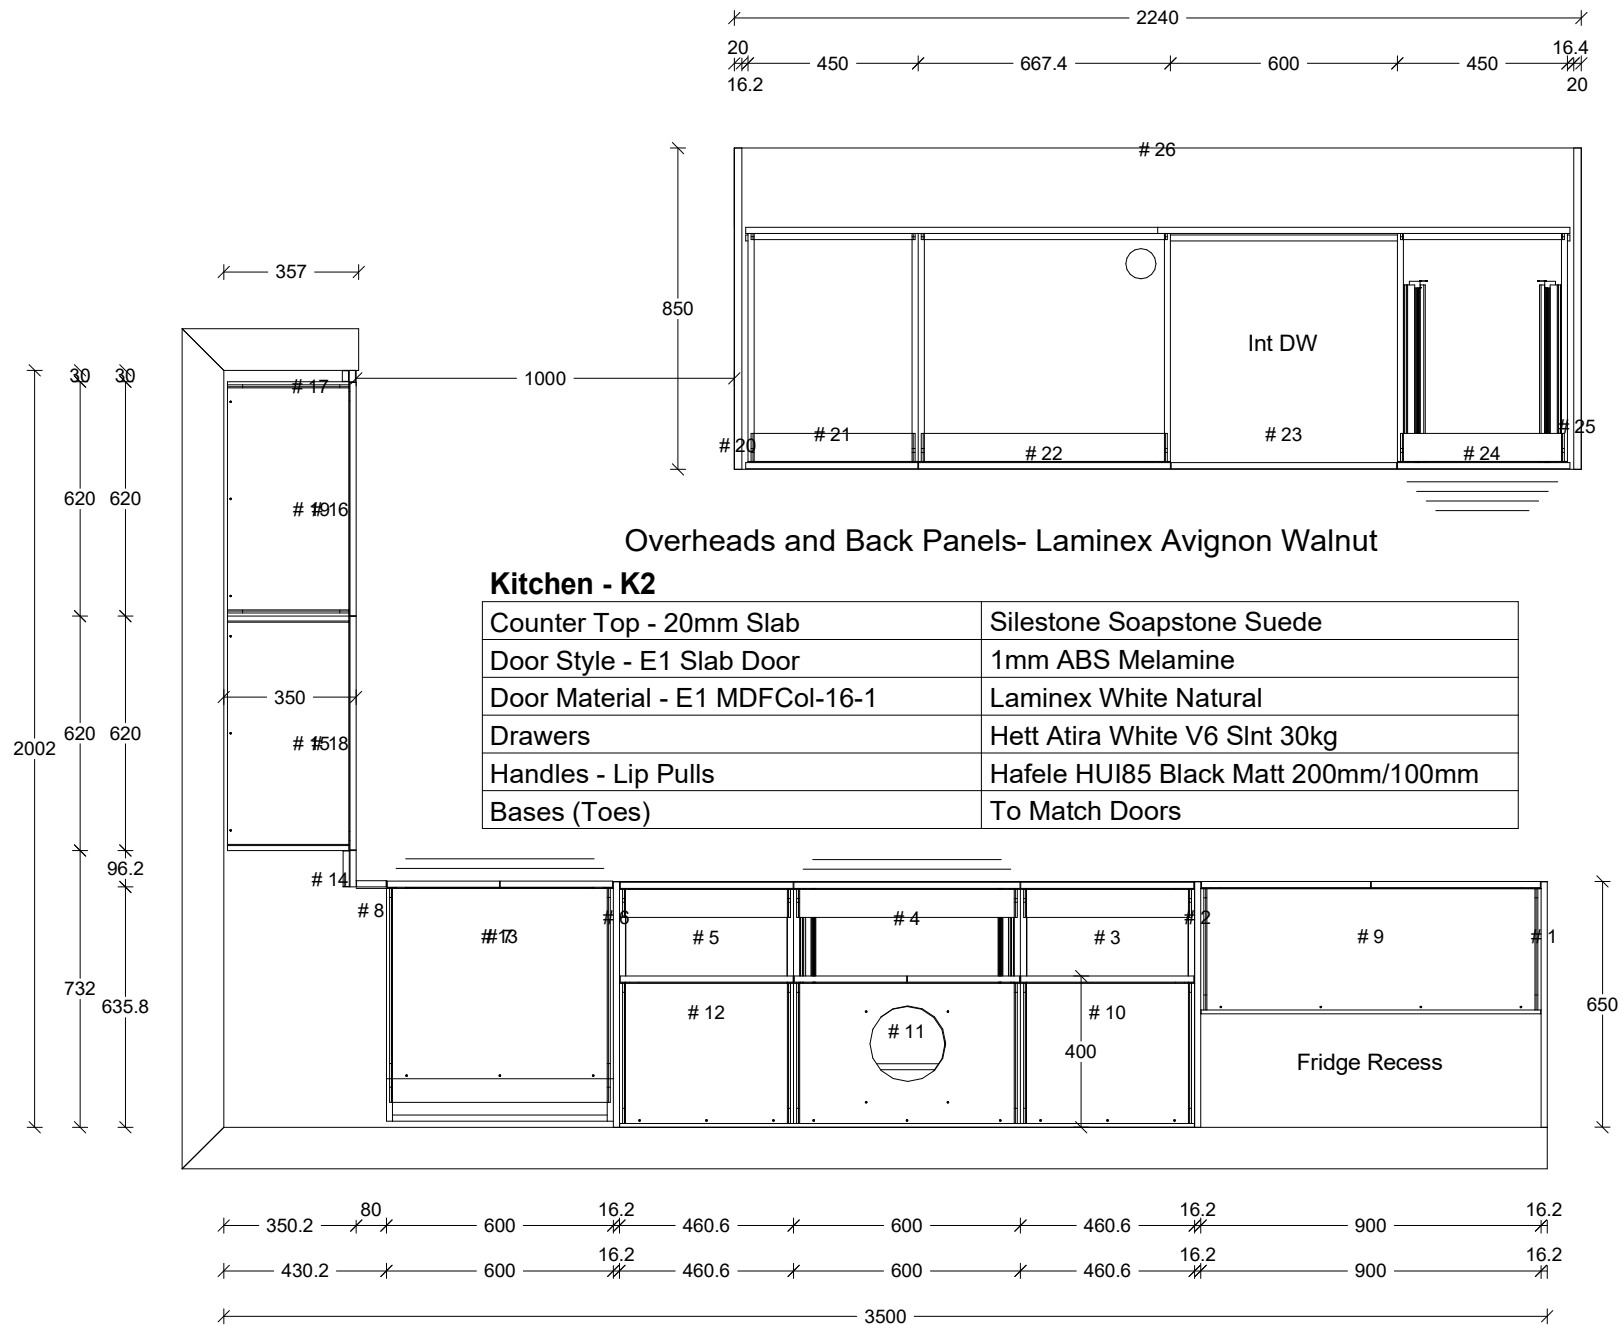 2240
20 450 667.4 600 450 16.4
16.2 20
# 26
357
850
Int DW
30 30
# 17
1000
# 21 # 23 # 25
# 20 # 22 # 24
620 620
# 19 # 16
Overheads and Back Panels- Laminex Avignon Walnut
Kitchen - K2
Counter Top - 20mm Slab Silestone Soapstone Suede
Door Style - E1 Slab Door 1mm ABS Melamine
Door Material - E1 MDFCol-16-1 Laminex White Natural
Drawers Hett Atira White V6 Slnt 30kg
Handles - Lip Pulls Hafele HUI85 Black Matt 200mm/100mm
Bases (Toes) To Match Doors
350
2002
620 620
# 15 # 18
96.2
# 14
# 8 # 6 # 4 # 2
# 7 # 13 # 5 # 3 # 9 # 1
732 635.8 650
# 12 # 11 # 10
400
Fridge Recess
80 16.2 16.2 16.2
350.2 600 460.6 600 460.6 900
16.2 16.2 16.2
430.2 600 460.6 600 460.6 900
3500